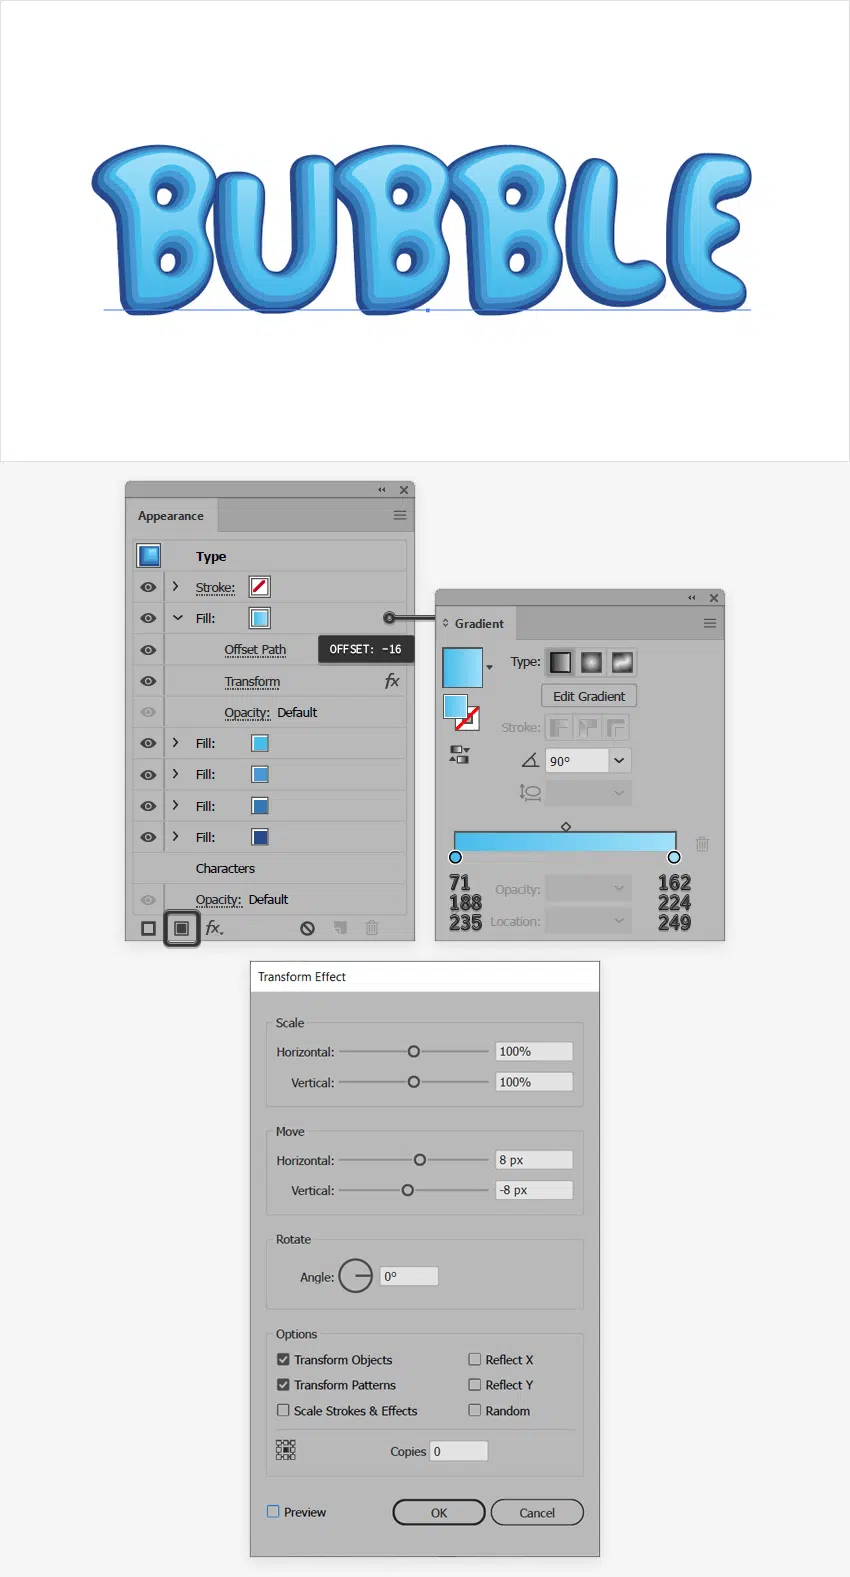 BUBBLE
Appearance
Type
Stroke:
Fill:
Offset Path
OFFSET: -16
Transform
fx
Opacity: Default
Fill:
Fill:
Fill:
Fill:
Characters
Opacity: Default
fx
Gradient
Type:
Edit Gradient
Stroke:
90°
71
188
235
Opacity:
Location:
162
224
249
Transform Effect
Scale
Horizontal: 100%
Vertical: 100%
Move
Horizontal: 8 px
Vertical: -8 px
Rotate
Angle: 0°
Options
Transform Objects
Reflect X
Transform Patterns
Reflect Y
Scale Strokes & Effects
Random
Copies 0
Preview
OK
Cancel